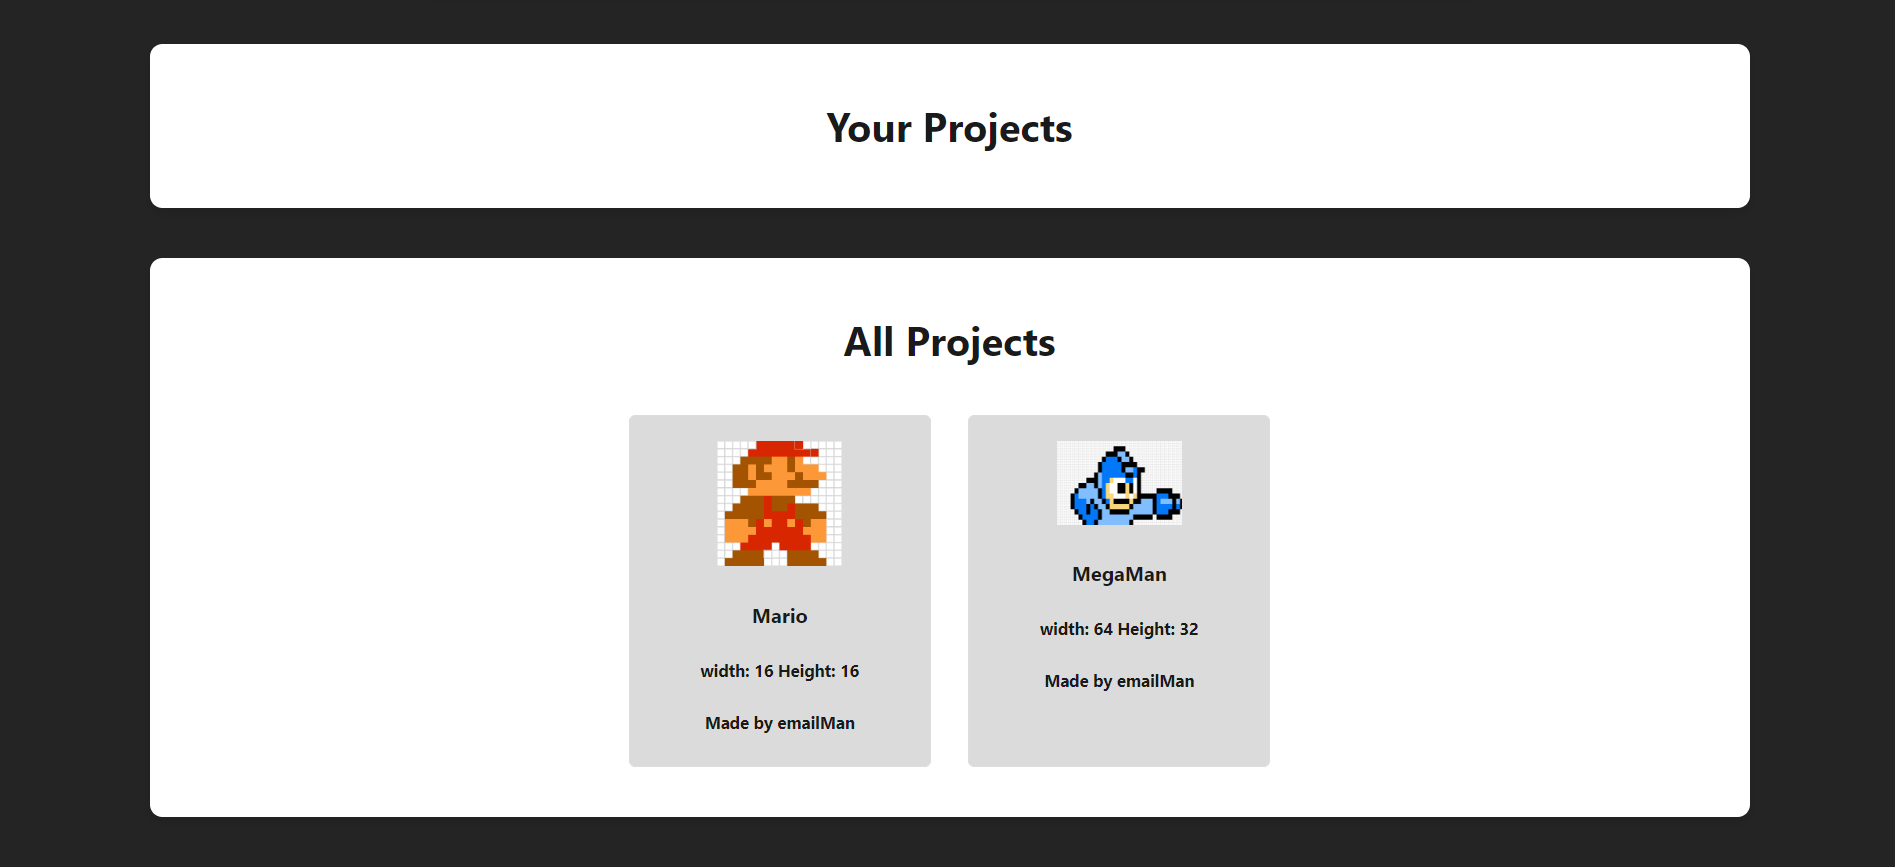 Your Projects
All Projects
Mario
width: 16 Height: 16
Made by emailMan
MegaMan
width: 64 Height: 32
Made by emailMan